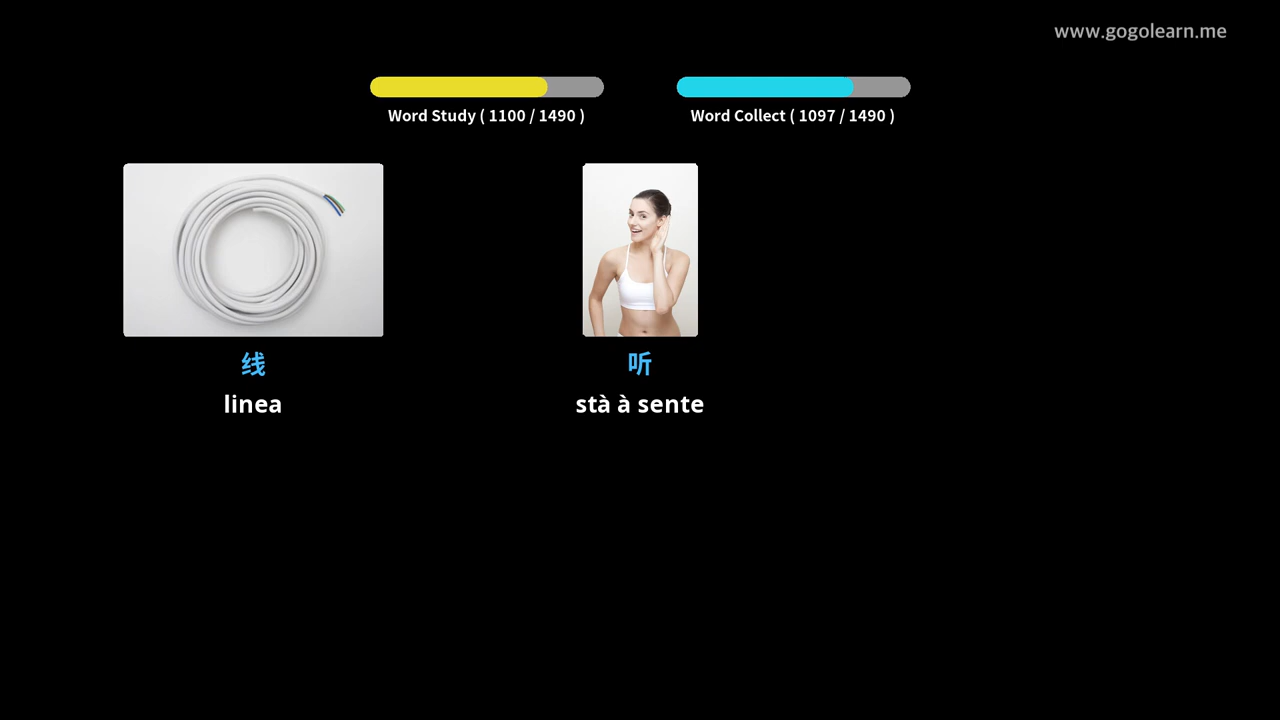 www.gogolearn.me
Word Study ( 1100 / 1490 )
Word Collect ( 1097 / 1490 )
线
linea
听
stà à sente